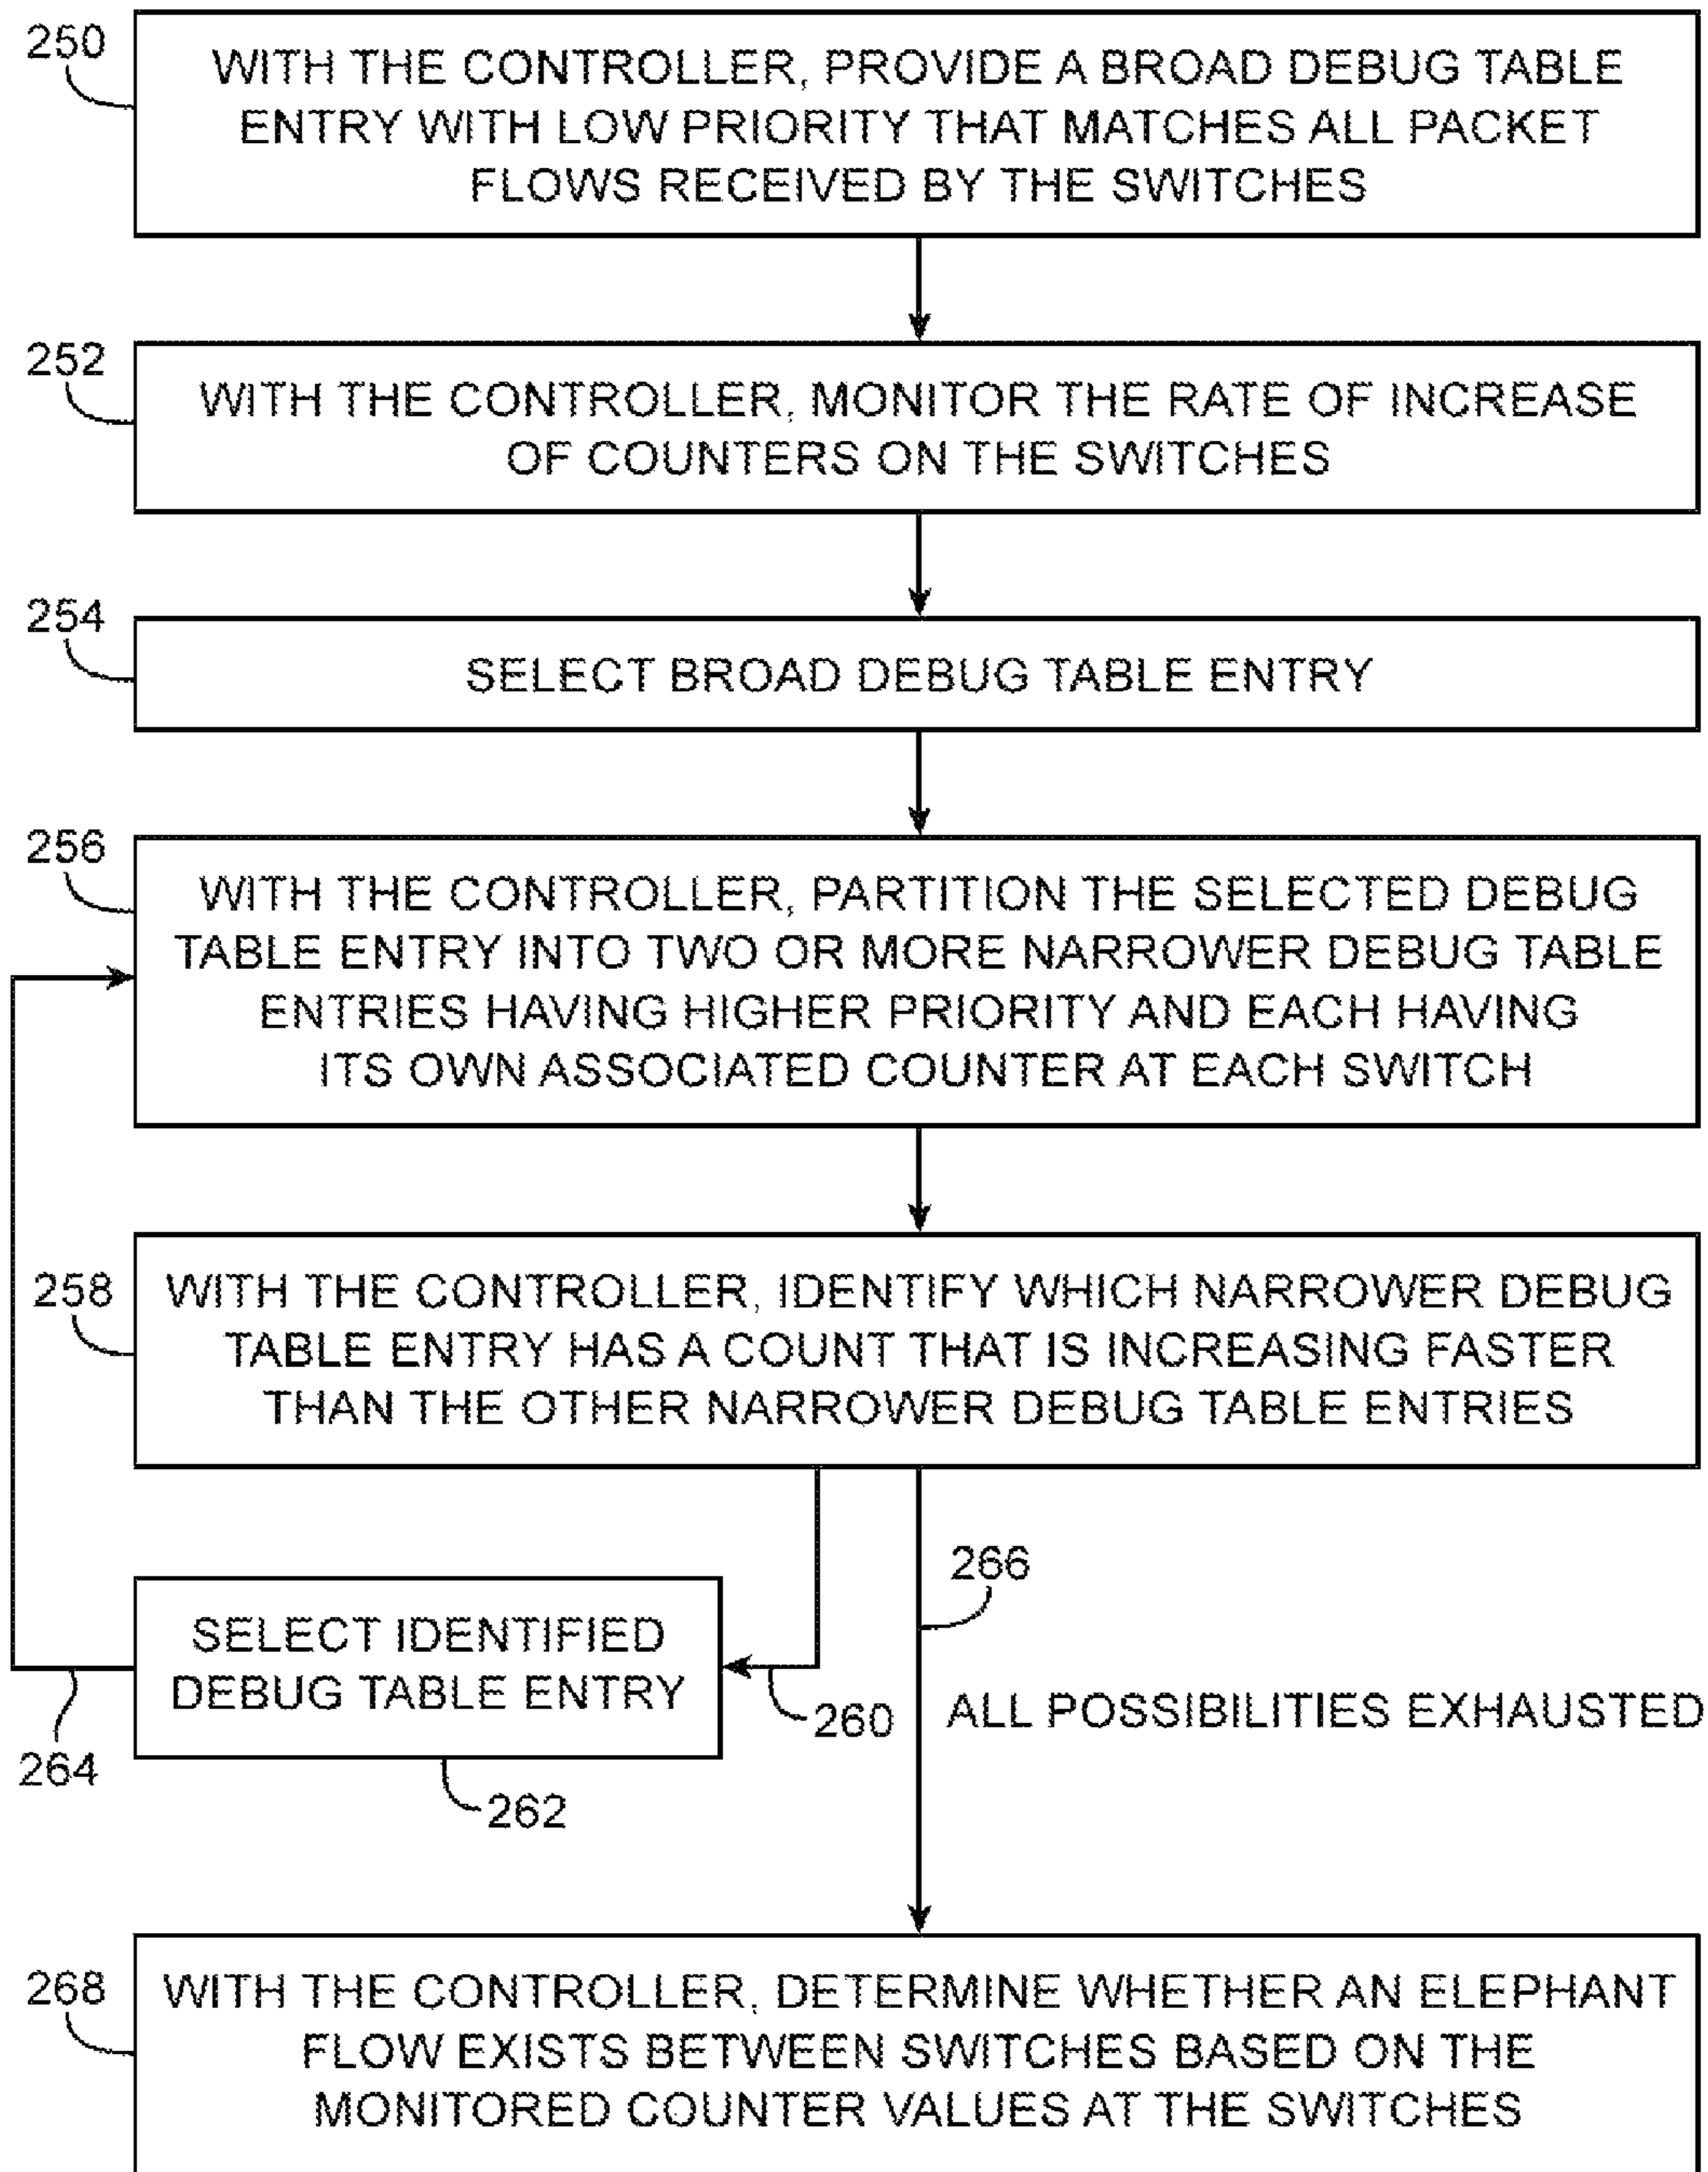 250
WITH THE CONTROLLER, PROVIDE A BROAD DEBUG TABLE
ENTRY WITH LOW PRIORITY THAT MATCHES ALL PACKET
FLOWS RECEIVED BY THE SWITCHES
252
WITH THE CONTROLLER, MONITOR THE RATE OF INCREASE
OF COUNTERS ON THE SWITCHES
254
SELECT BROAD DEBUG TABLE ENTRY
256
WITH THE CONTROLLER, PARTITION THE SELECTED DEBUG
TABLE ENTRY INTO TWO OR MORE NARROWER DEBUG TABLE
ENTRIES HAVING HIGHER PRIORITY AND EACH HAVING
ITS OWN ASSOCIATED COUNTER AT EACH SWITCH
258
WITH THE CONTROLLER, IDENTIFY WHICH NARROWER DEBUG
TABLE ENTRY HAS A COUNT THAT IS INCREASING FASTER
THAN THE OTHER NARROWER DEBUG TABLE ENTRIES
266
SELECT IDENTIFIED
DEBUG TABLE ENTRY
260
ALL POSSIBILITIES EXHAUSTED
264
262
268
WITH THE CONTROLLER, DETERMINE WHETHER AN ELEPHANT
FLOW EXISTS BETWEEN SWITCHES BASED ON THE
MONITORED COUNTER VALUES AT THE SWITCHES